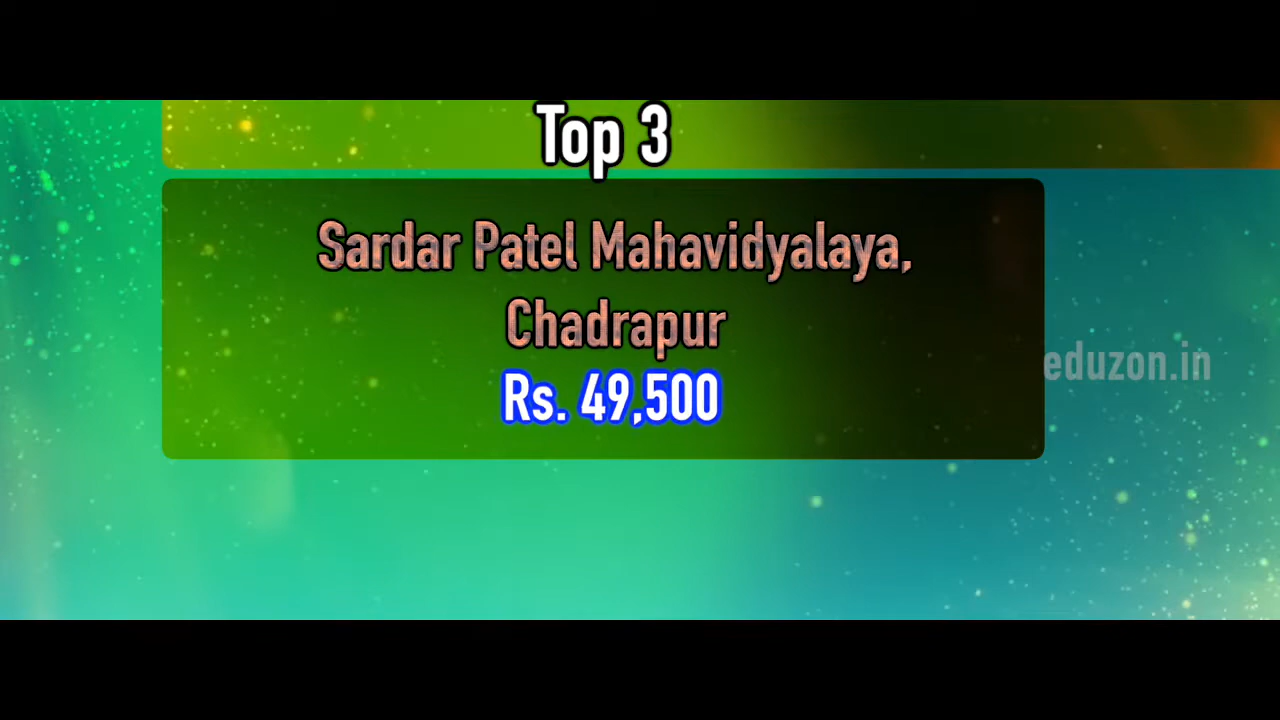 Top 3
Sardar Patel Mahavidyalaya,
Chadrapur
Rs. 49,500
eduzon.in